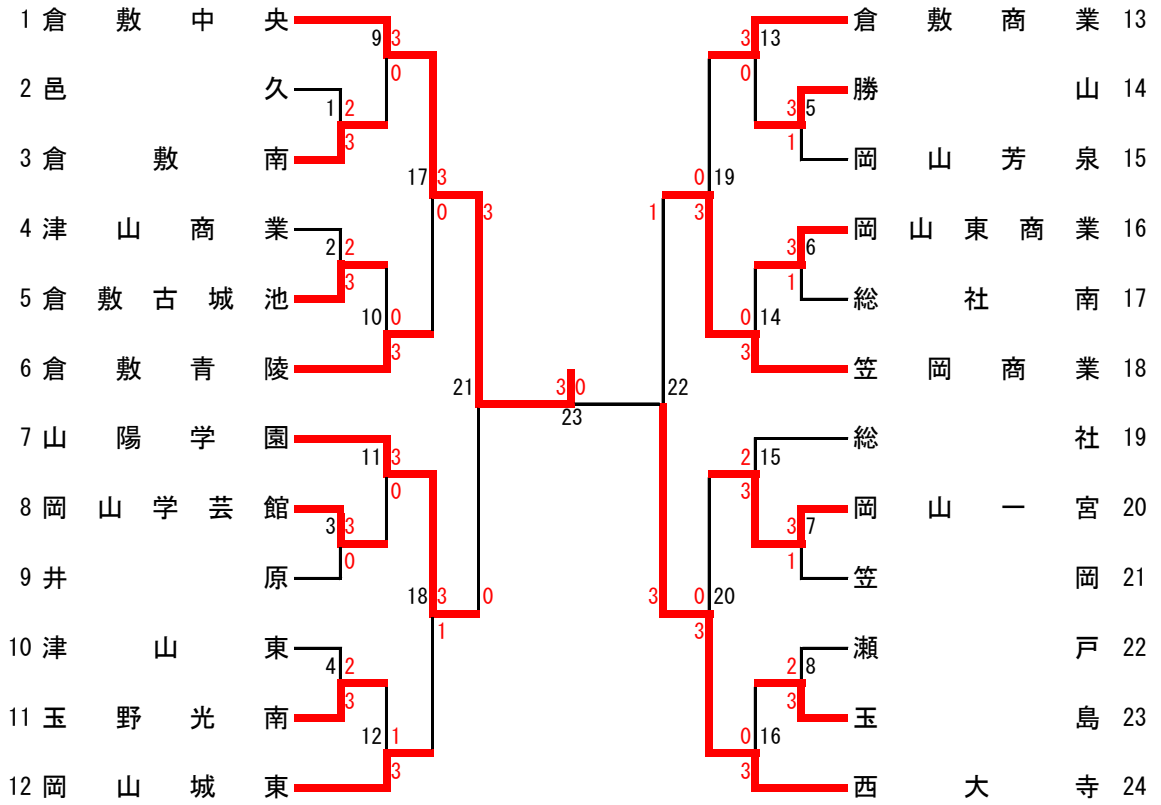 1 倉敷中央
2 邑久
3 倉敷南
4 津山商業
5 倉敷古城池
6 倉敷青陵
7 山陽学園
8 岡山学芸館
9 井原
10 津山東
11 玉野光南
12 岡山城東
9 3
0
1 2
3
17 3
0
2 2
3
10 0
3
3
21
11 3
0
3 3
0
18 3
1
0
4 2
3
12 1
3
3 0
23
倉敷商業 13
勝山 14
岡山芳泉 15
岡山東商業 16
総社南 17
笠岡商業 18
総社 19
岡山一宮 20
笠岡 21
瀬戸 22
玉島 23
西大寺 24
3 13
0
3 5
1
0 19
3
1
3 6
1
0 14
3
22
2 15
3
3 7
1
3
0 20
3
2 8
3
0 16
3